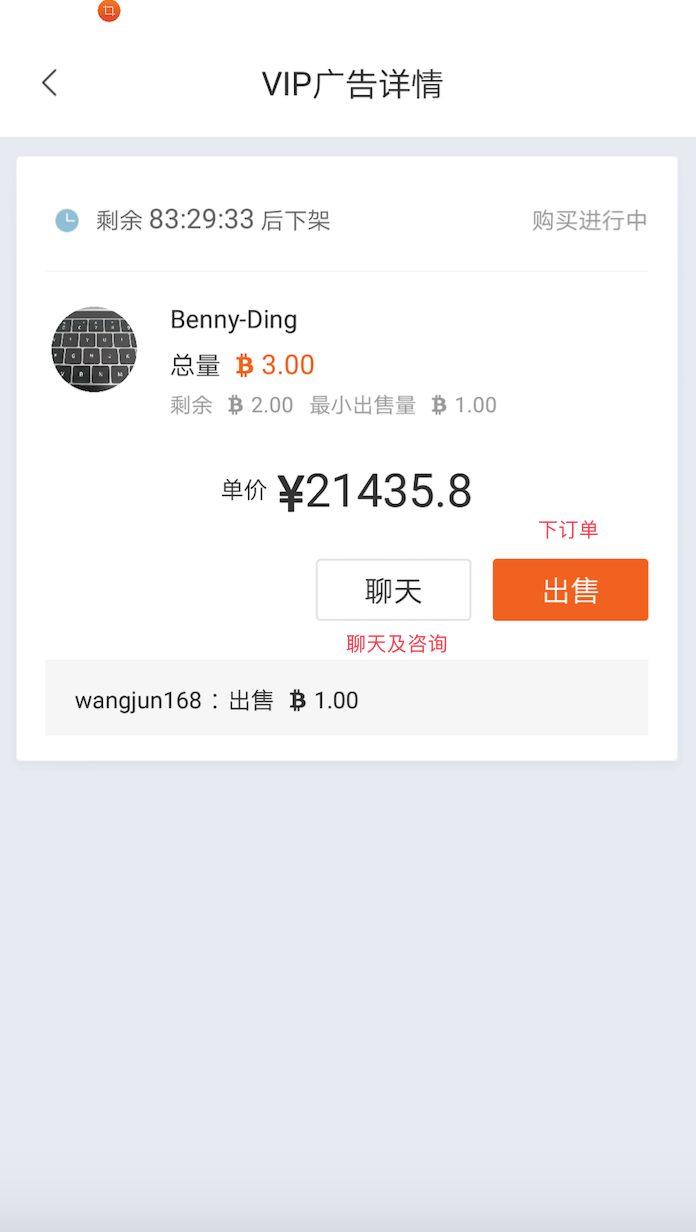 VIP广告详情
剩余 83:29:33 后下架 购买进行中
Benny-Ding
总量 ₿ 3.00
剩余 ₿ 2.00 最小出售量 ₿ 1.00
单价 ¥21435.8
下订单
聊天 出售
聊天及咨询
wangjun168：出售 ₿ 1.00